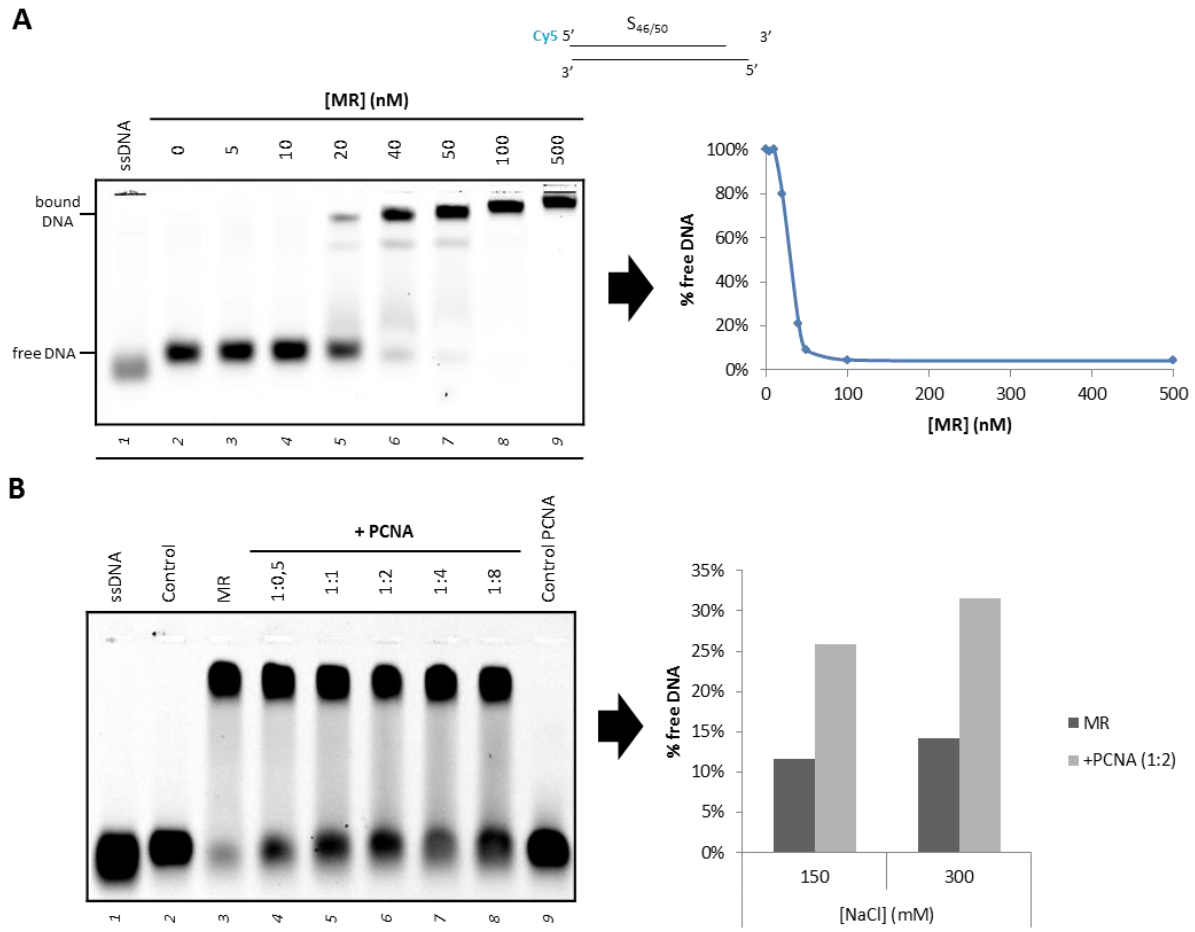 A
Cy5 5’ S46/50 3’
3’ 5’
[MR] (nM)
ssDNA 0 5 10 20 40 50 100 500
bound
DNA
free DNA
1 2 3 4 5 6 7 8 9
100%
80%
60%
40%
20%
0%
% free DNA
0 100 200 300 400 500
[MR] (nM)
B
+ PCNA
ssDNA Control MR 1:0,5 1:1 1:2 1:4 1:8 Control PCNA
1 2 3 4 5 6 7 8 9
35%
30%
25%
20%
15%
10%
5%
0%
% free DNA
150 300
[NaCl] (mM)
MR
+PCNA (1:2)